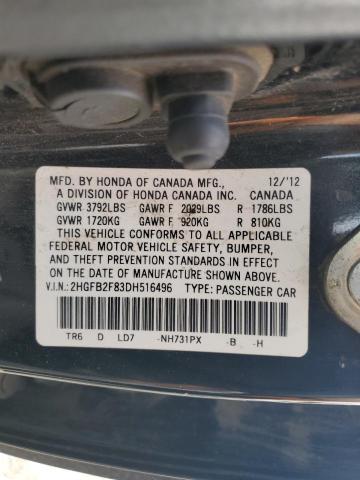 MFD. BY HONDA OF CANADA MFG., 12/'12
A DIVISION OF HONDA CANADA INC. CANADA
GVWR 3792LBS GAWR F 2029LBS R 1786LBS
GVWR 1720KG GAWR F 920KG R 810KG
THIS VEHICLE CONFORMS TO ALL APPLICABLE
FEDERAL MOTOR VEHICLE SAFETY, BUMPER,
AND THEFT PREVENTION STANDARDS IN EFFECT
ON THE DATE OF MANUFACTURE SHOWN ABOVE.
V.I.N.: 2HGFB2F83DH516496 TYPE: PASSENGER CAR
TR6 D LD7 -NH731PX -B -H